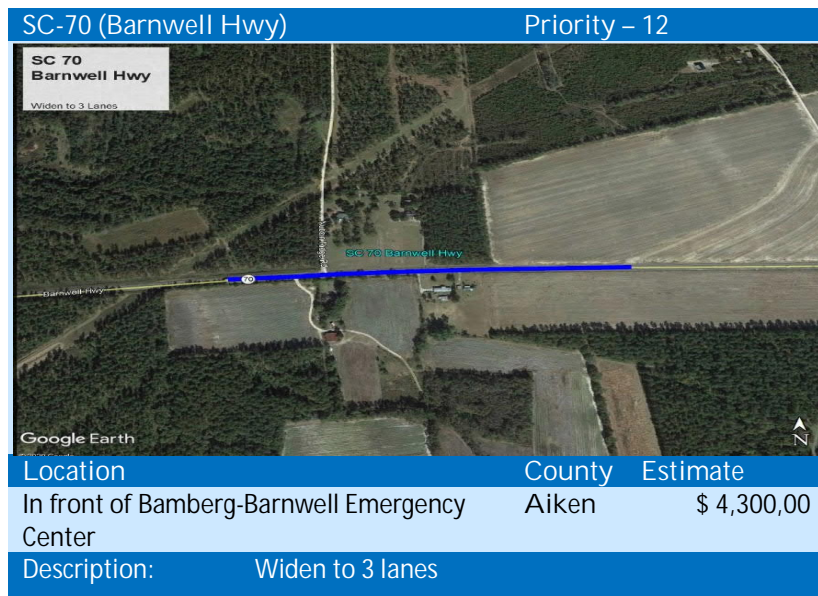 SC-70 (Barnwell Hwy) Priority – 12
SC 70
Barnwell Hwy
Widen to 3 Lanes
SC 70 Barnwell Hwy
70
Barnwell Hwy
Google Earth
N
Location County Estimate
In front of Bamberg-Barnwell Emergency Aiken $ 4,300,00
Center
Description: Widen to 3 lanes